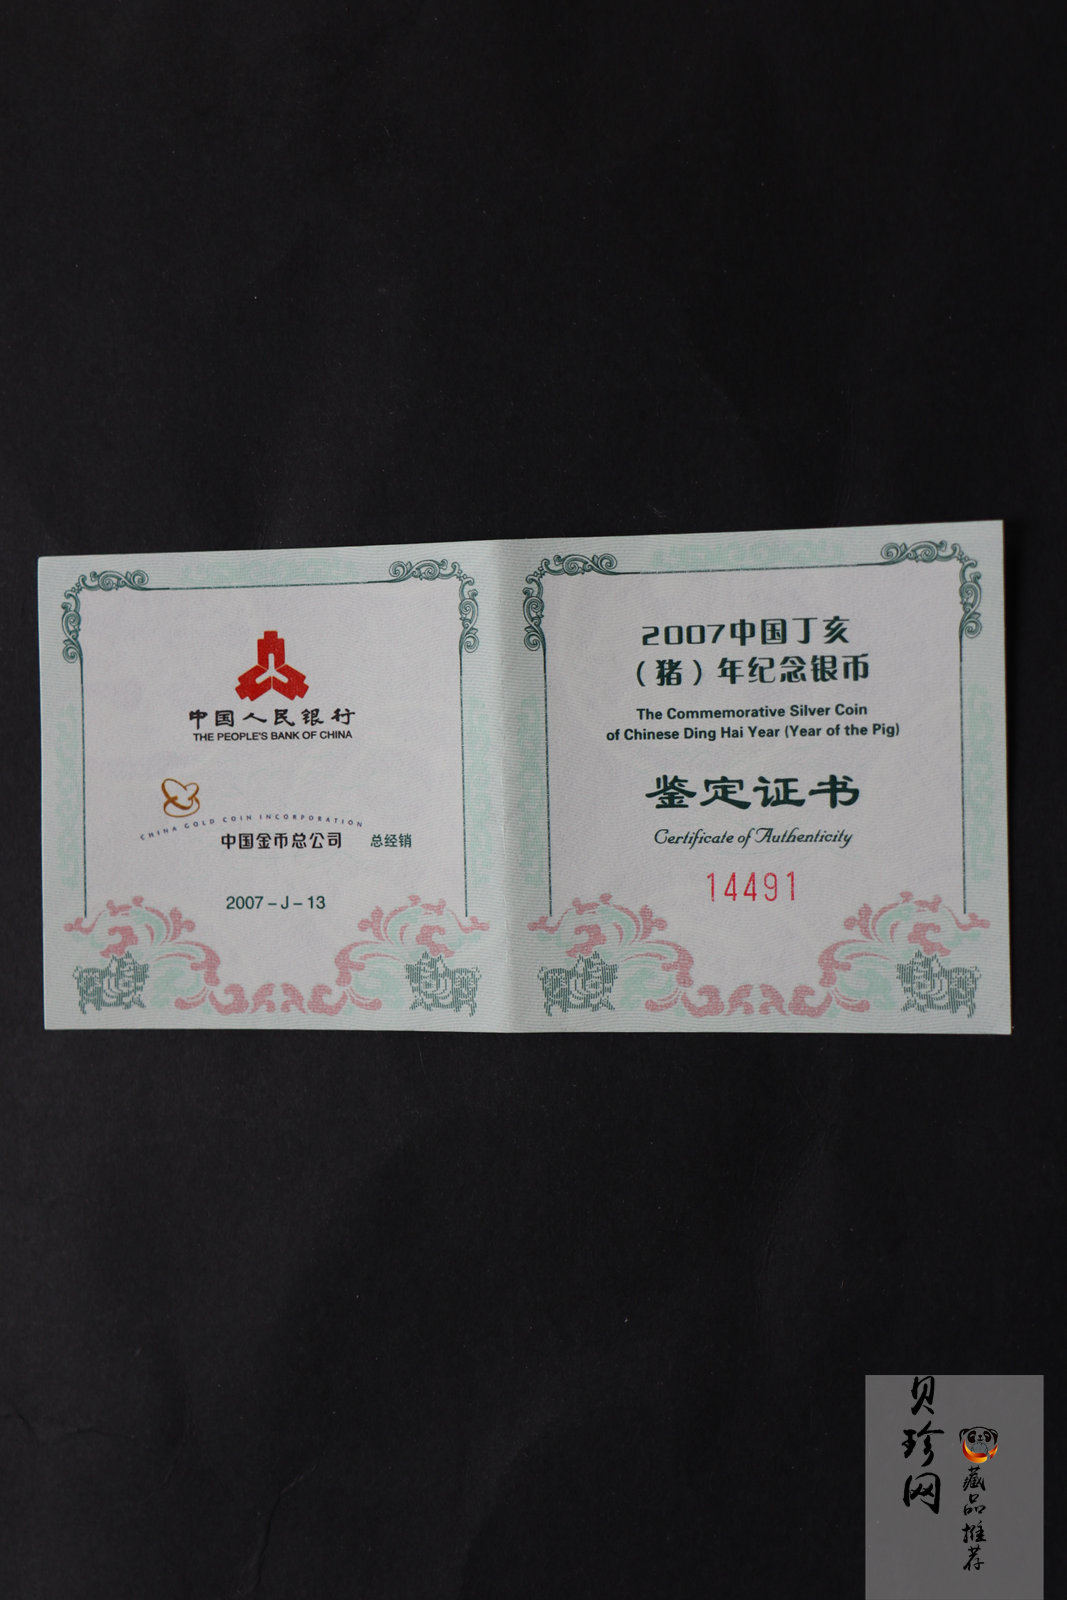 中国人民银行
THE PEOPLE'S BANK OF CHINA
CHINA GOLD COIN INCORPORATION
中国金币总公司 总经销
2007-J-13
2007中国丁亥
（猪）年纪念银币
The Commemorative Silver Coin
of Chinese Ding Hai Year (Year of the Pig)
鉴定证书
Certificate of Authenticity
14491
贝珍网
藏品推荐